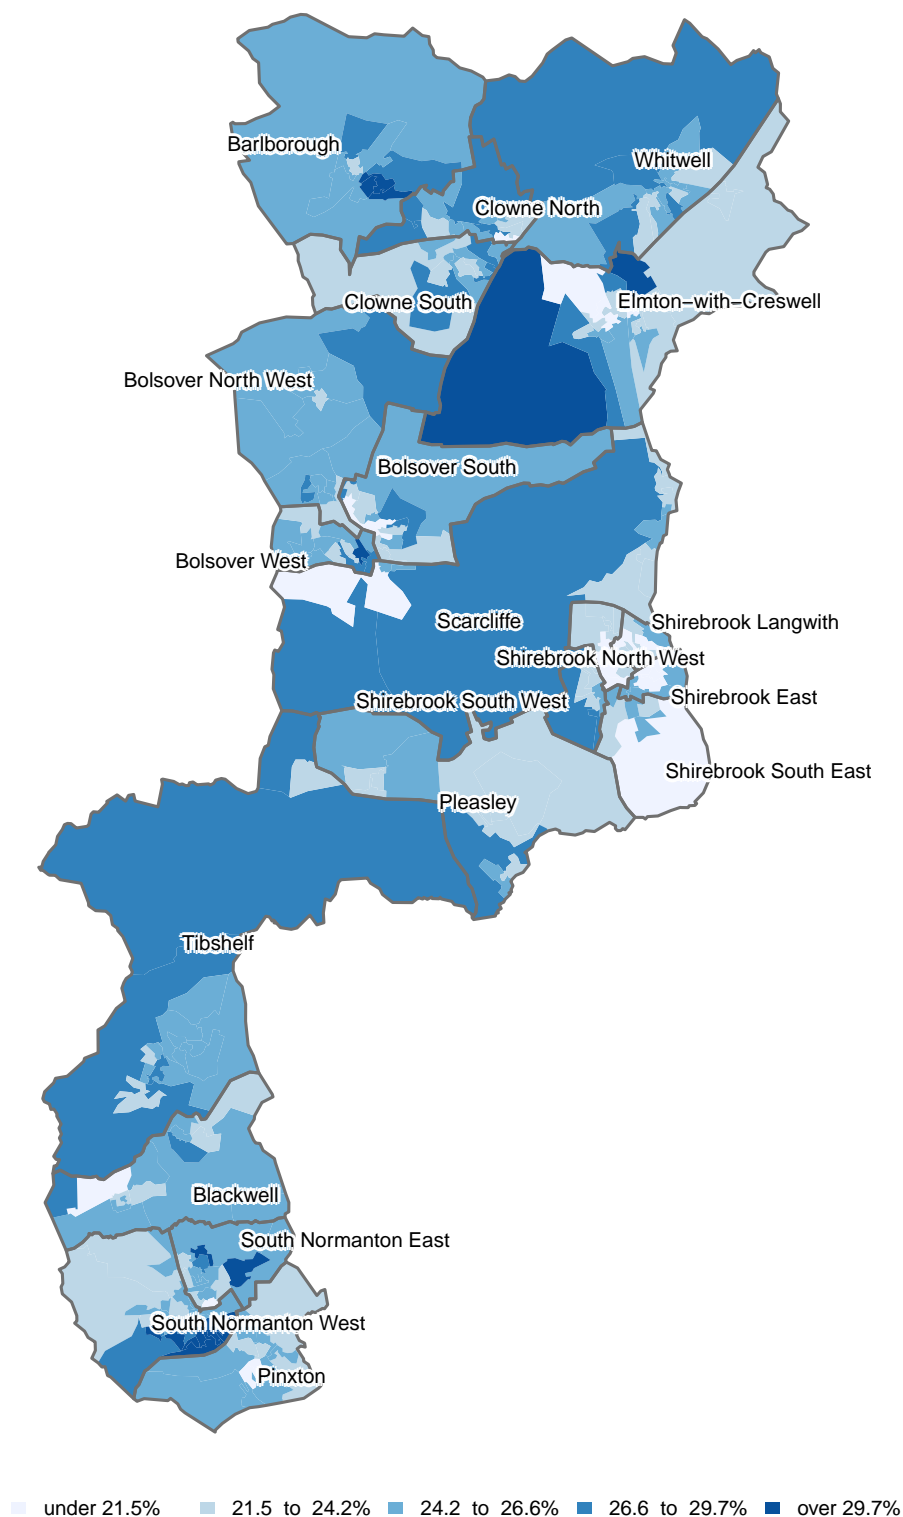 Barlborough
Whitwell
Clowne North
Clowne South
Elmton−with−Creswell
Bolsover North West
Bolsover South
Bolsover West
Scarcliffe
Shirebrook Langwith
Shirebrook North West
Shirebrook East
Shirebrook South West
Shirebrook South East
Pleasley
Tibshelf
Blackwell
South Normanton East
South Normanton West
Pinxton
under 21.5% 21.5 to 24.2% 24.2 to 26.6% 26.6 to 29.7% over 29.7%